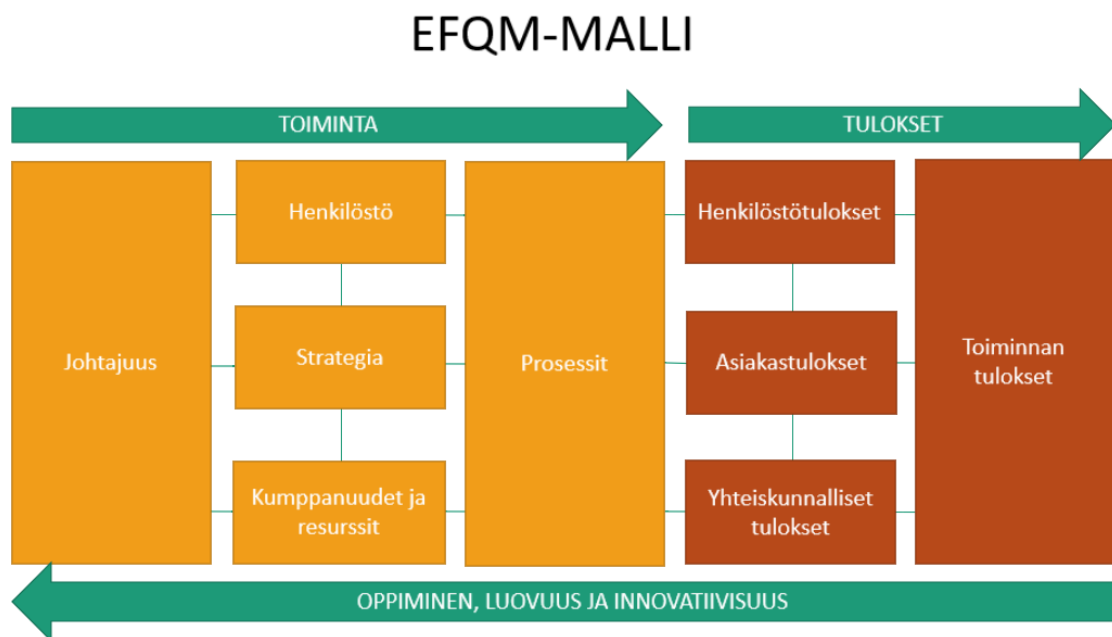 EFQM-MALLI
TOIMINTA
TULOKSET
Johtajuus
Henkilöstö
Strategia
Kumppanuudet ja
resurssit
Prosessit
Henkilöstötulokset
Asiakastulokset
Yhteiskunnalliset
tulokset
Toiminnan
tulokset
OPPIMINEN, LUOVUUS JA INNOVATIIVISUUS